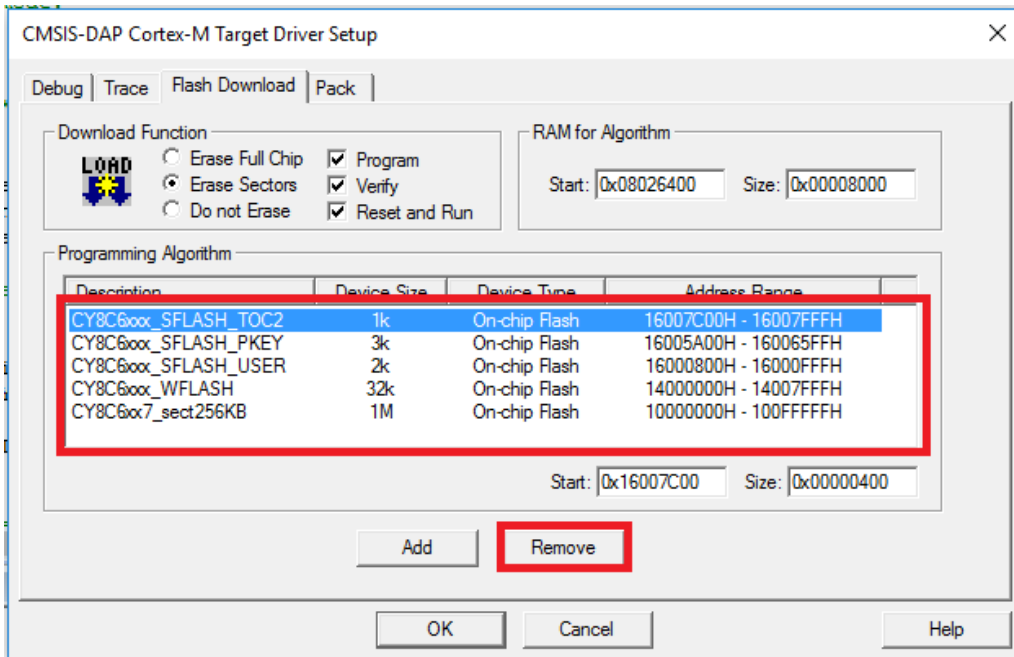 CMSIS-DAP Cortex-M Target Driver Setup
Debug Trace Flash Download Pack
Download Function
LOAD
Erase Full Chip
Erase Sectors
Do not Erase
Program
Verify
Reset and Run
RAM for Algorithm
Start: 0x08026400 Size: 0x00008000
Programming Algorithm
Description Device Size Device Type Address Range
CY8C6xxx_SFLASH_TOC2 1k On-chip Flash 16007C00H - 16007FFFH
CY8C6xxx_SFLASH_PKEY 3k On-chip Flash 16005A00H - 160065FFH
CY8C6xxx_SFLASH_USER 2k On-chip Flash 16000800H - 16000FFFH
CY8C6xxx_WFLASH 32k On-chip Flash 14000000H - 14007FFFH
CY8C6xx7_sect256KB 1M On-chip Flash 10000000H - 100FFFFFH
Start: 0x16007C00 Size: 0x00000400
Add Remove
OK Cancel Help